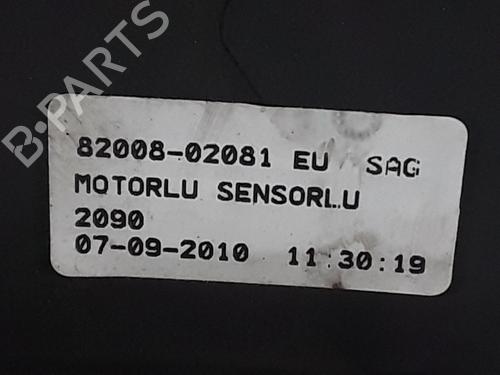 B-PARTS
82008-02081 EU SAG
MOTORLU SENSORLU
2090
07-09-2010 11:30:19